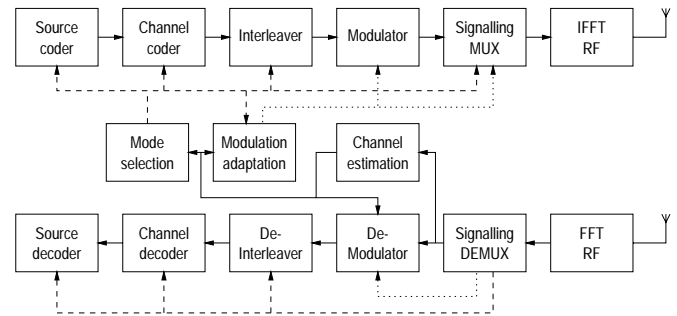 Source
coder
Channel
coder
Interleaver
Modulator
Signalling
MUX
IFFT
RF
Mode
selection
Modulation
adaptation
Channel
estimation
Source
decoder
Channel
decoder
De-
Interleaver
De-
Modulator
Signalling
DEMUX
FFT
RF